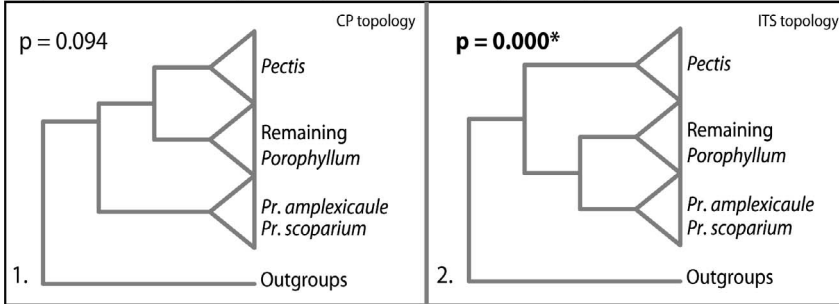 CP topology
p = 0.094
Pectis
Remaining
Porophyllum
Pr. amplexicaule
Pr. scoparium
1.
Outgroups
ITS topology
p = 0.000*
Pectis
Remaining
Porophyllum
Pr. amplexicaule
Pr. scoparium
2.
Outgroups